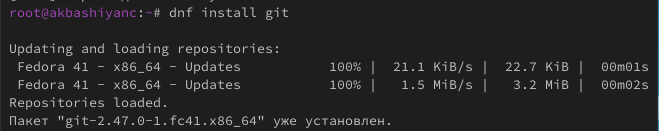 root@akbashiyanc:~# dnf install git
Updating and loading repositories:
Fedora 41 - x86_64 - Updates 100% | 21.1 KiB/s | 22.7 KiB | 00m01s
Fedora 41 - x86_64 - Updates 100% | 1.5 MiB/s | 3.2 MiB | 00m02s
Repositories loaded.
Пакет "git-2.47.0-1.fc41.x86_64" уже установлен.